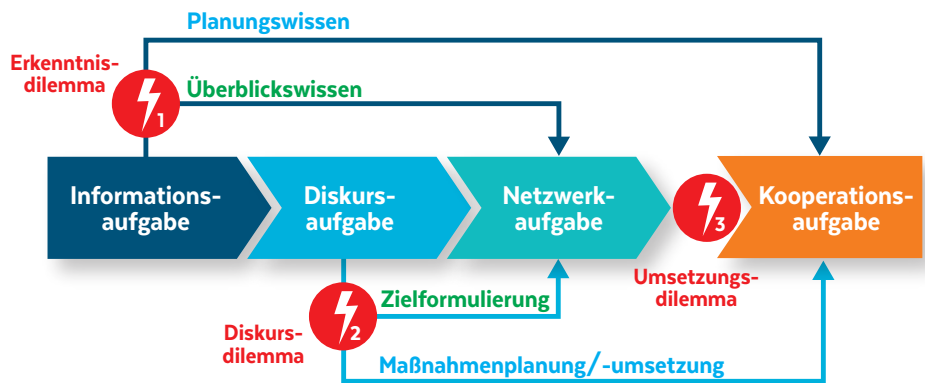 Planungswissen
Erkenntnis-
dilemma
1
Überblickswissen
Informations-
aufgabe
Diskurs-
aufgabe
Netzwerk-
aufgabe
3
Kooperations-
aufgabe
Umsetzungs-
dilemma
Zielformulierung
2
Diskurs-
dilemma
Maßnahmenplanung/-umsetzung